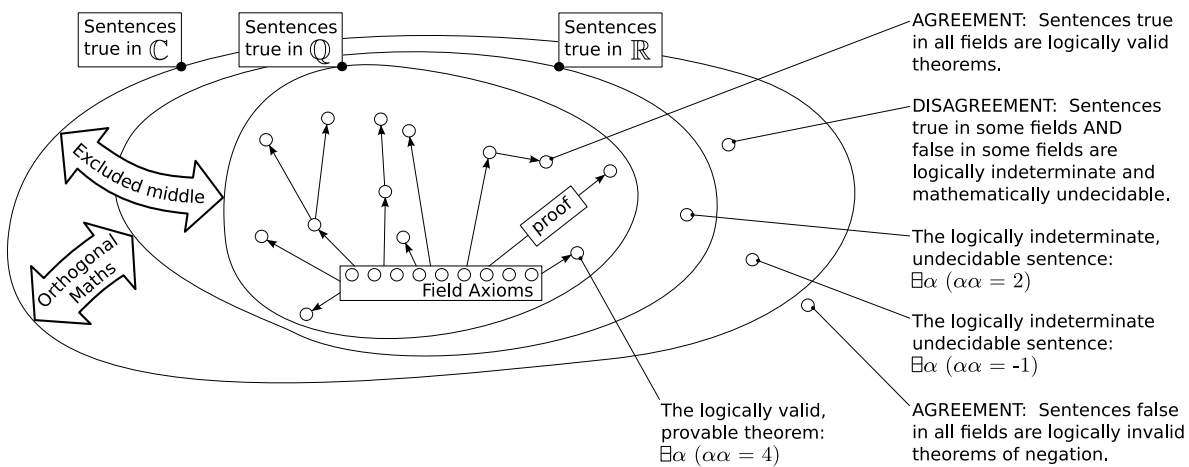 Sentences
true in ℂ
Sentences
true in ℚ
Sentences
true in ℝ
AGREEMENT: Sentences true
in all fields are logically valid
theorems.
DISAGREEMENT: Sentences
true in some fields AND
false in some fields are
logically indeterminate and
mathematically undecidable.
The logically indeterminate,
undecidable sentence:
∃α (αα = 2)
The logically indeterminate
undecidable sentence:
∃α (αα = -1)
AGREEMENT: Sentences false
in all fields are logically invalid
theorems of negation.
Excluded middle
Orthogonal
Maths
proof
Field Axioms
The logically valid,
provable theorem:
∃α (αα = 4)